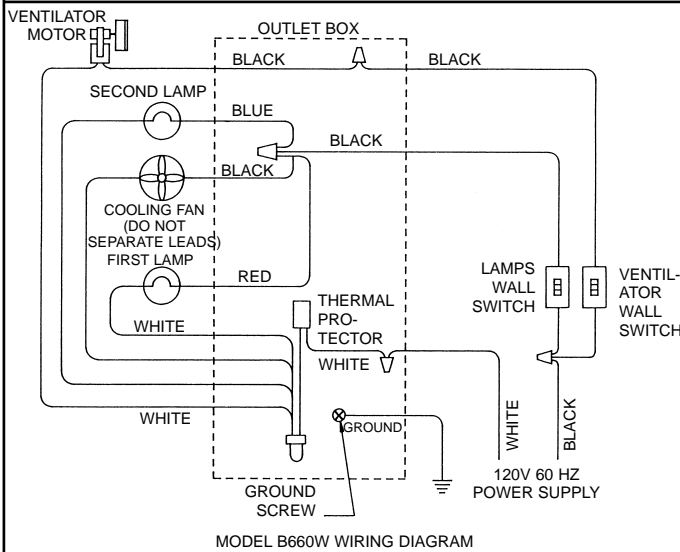 VENTILATOR
MOTOR
OUTLET BOX
BLACK
BLACK
SECOND LAMP
BLUE
BLACK
BLACK
COOLING FAN
(DO NOT
SEPARATE LEADS)
FIRST LAMP
RED
LAMPS
WALL
SWITCH
VENTIL-
ATOR
WALL
SWITCH
THERMAL
PRO-
TECTOR
WHITE
WHITE
WHITE
GROUND
WHITE
BLACK
120V 60 HZ
POWER SUPPLY
GROUND
SCREW
MODEL B660W WIRING DIAGRAM